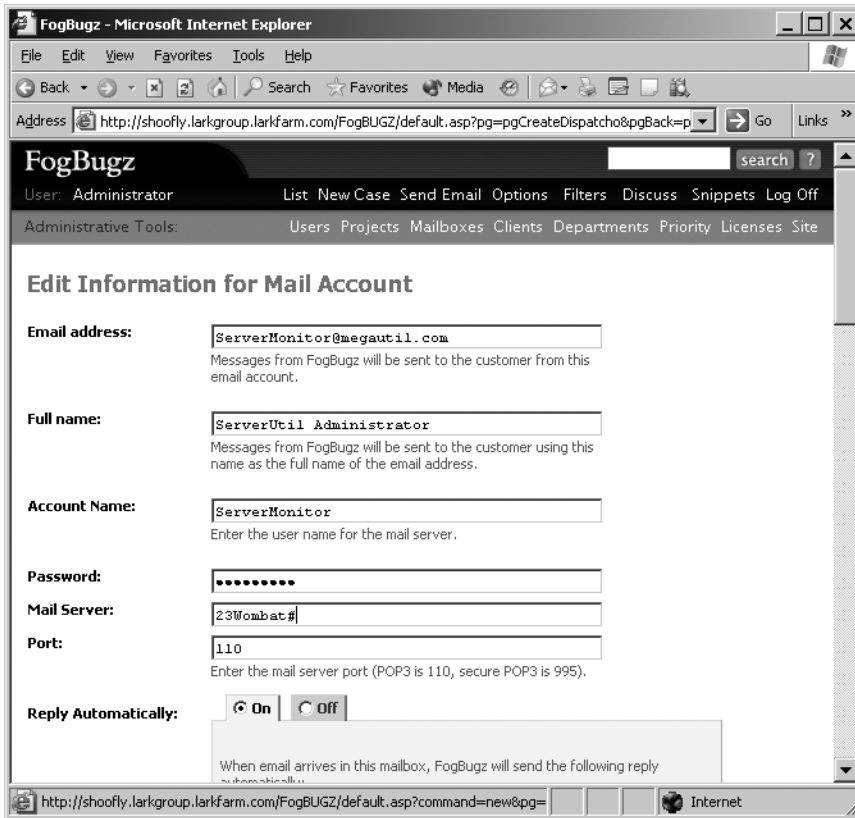 FogBugz - Microsoft Internet Explorer
File Edit View Favorites Tools Help
Back Search Favorites Media
Address http://shoofly.larkgroup.larkfarm.com/FogBUGZ/default.asp?pg=pgCreateDispatcho&pgBack=p Go Links »
FogBugz search ?
User: Administrator List New Case Send Email Options Filters Discuss Snippets Log Off
Administrative Tools: Users Projects Mailboxes Clients Departments Priority Licenses Site
Edit Information for Mail Account
Email address: ServerMonitor@megautil.com
Messages from FogBugz will be sent to the customer from this
email account.
Full name: ServerUtil Administrator
Messages from FogBugz will be sent to the customer using this
name as the full name of the email address.
Account Name: ServerMonitor
Enter the user name for the mail server.
Password: •••••••••
Mail Server: 23Wombat#
Port: 110
Enter the mail server port (POP3 is 110, secure POP3 is 995).
Reply Automatically: On Off
When email arrives in this mailbox, FogBugz will send the following reply
automatically:
http://shoofly.larkgroup.larkfarm.com/FogBUGZ/default.asp?command=new&pg= Internet